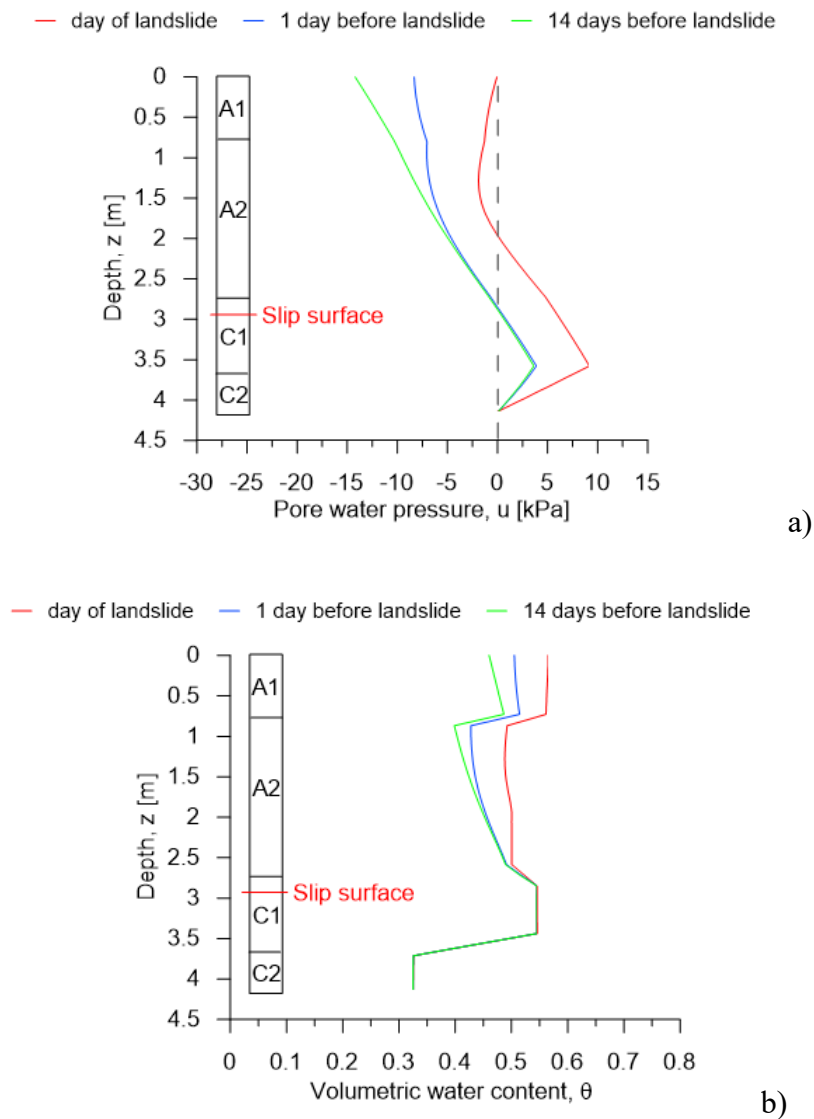 day of landslide 1 day before landslide 14 days before landslide
0
0.5
1
1.5
2
2.5
3
3.5
4
4.5
Depth, z [m]
A1
A2
Slip surface
C1
C2
-30 -25 -20 -15 -10 -5 0 5 10 15
Pore water pressure, u [kPa]
a)
day of landslide 1 day before landslide 14 days before landslide
0
0.5
1
1.5
2
2.5
3
3.5
4
4.5
Depth, z [m]
A1
A2
Slip surface
C1
C2
0 0.1 0.2 0.3 0.4 0.5 0.6 0.7 0.8
Volumetric water content, θ
b)